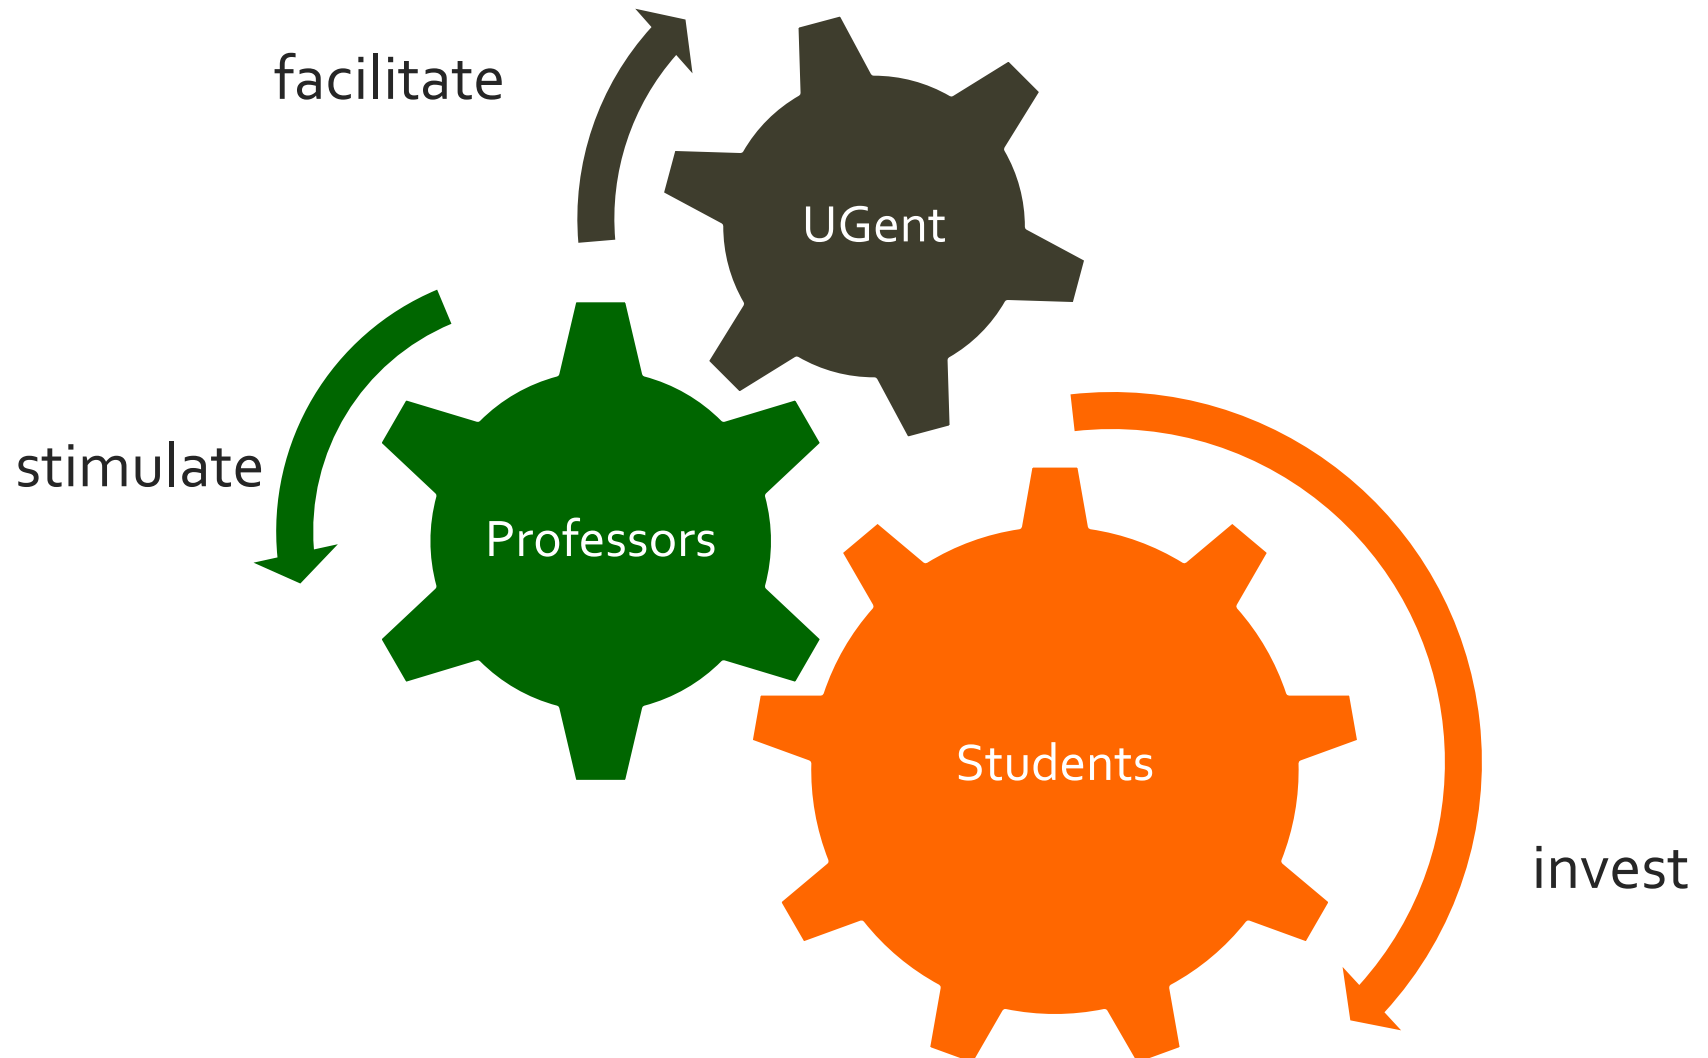 facilitate
UGent
stimulate
Professors
Students
invest